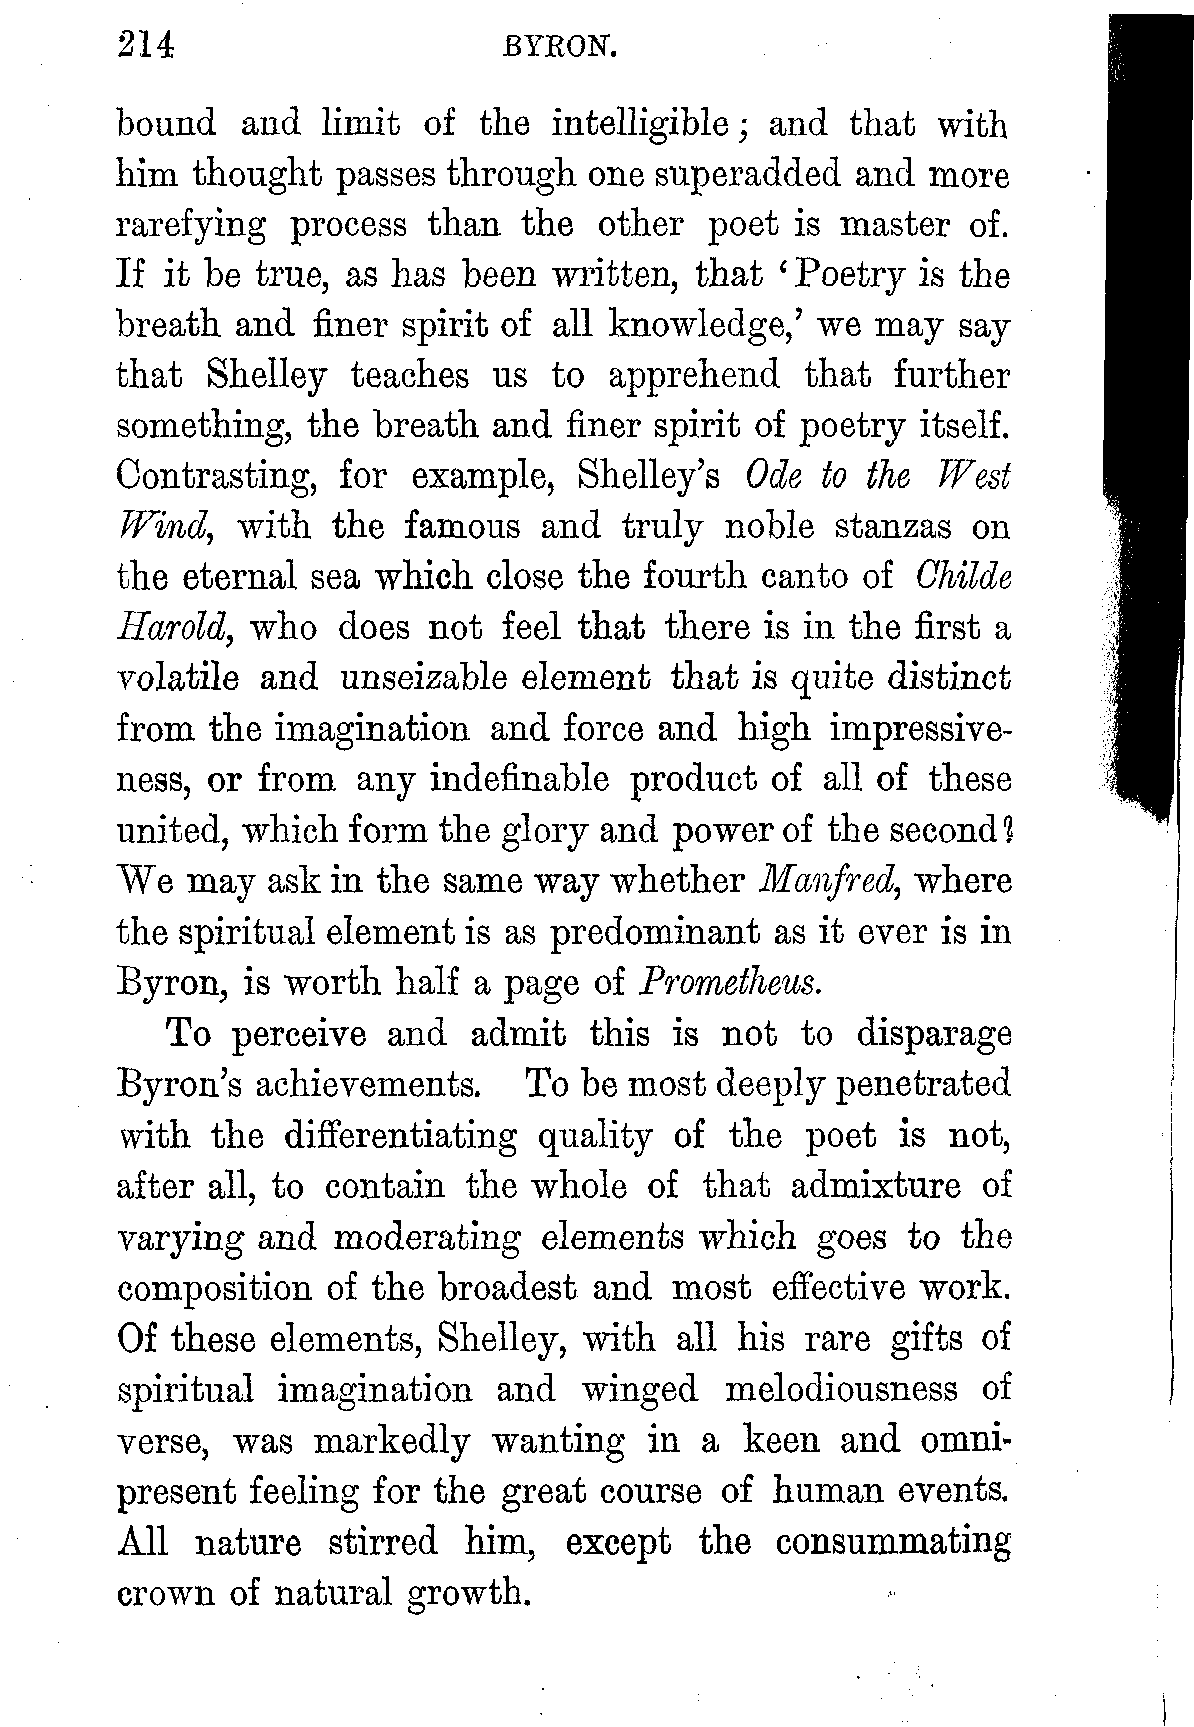 214 BYRON.
bound and limit of the intelligible; and that with
him thought passes through one superadded and more
rarefying process than the other poet is master of.
If it be true, as has been written, that ‘Poetry is the
breath and finer spirit of all knowledge,’ we may say
that Shelley teaches us to apprehend that further
something, the breath and finer spirit of poetry itself.
Contrasting, for example, Shelley’s Ode to the West
Wind, with the famous and truly noble stanzas on
the eternal sea which close the fourth canto of Childe
Harold, who does not feel that there is in the first a
volatile and unseizable element that is quite distinct
from the imagination and force and high impressive-
ness, or from any indefinable product of all of these
united, which form the glory and power of the second?
We may ask in the same way whether Manfred, where
the spiritual element is as predominant as it ever is in
Byron, is worth half a page of Prometheus.
To perceive and admit this is not to disparage
Byron’s achievements. To be most deeply penetrated
with the differentiating quality of the poet is not,
after all, to contain the whole of that admixture of
varying and moderating elements which goes to the
composition of the broadest and most effective work.
Of these elements, Shelley, with all his rare gifts of
spiritual imagination and winged melodiousness of
verse, was markedly wanting in a keen and omni-
present feeling for the great course of human events.
All nature stirred him, except the consummating
crown of natural growth.